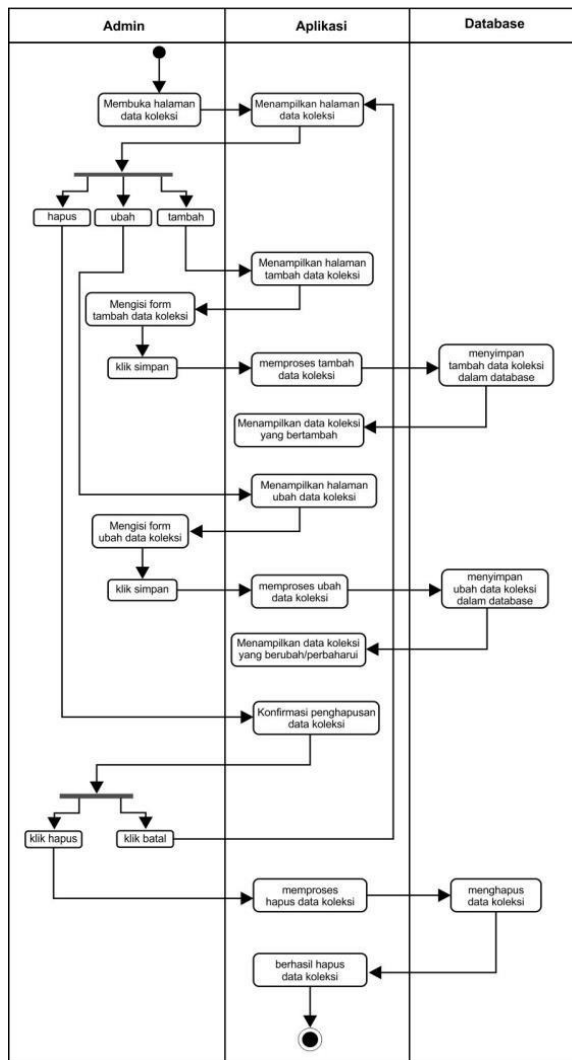 Admin
Aplikasi
Database
Membuka halaman
data koleksi
Menampilkan halaman
data koleksi
hapus
ubah
tambah
Menampilkan halaman
tambah data koleksi
Mengisi form
tambah data koleksi
klik simpan
memproses tambah
data koleksi
menyimpan
tambah data koleksi
dalam database
Menampilkan data koleksi
yang bertambah
Menampilkan halaman
ubah data koleksi
Mengisi form
ubah data koleksi
klik simpan
memproses ubah
data koleksi
menyimpan
ubah data koleksi
dalam database
Menampilkan data koleksi
yang berubah/perbaharui
Konfirmasi penghapusan
data koleksi
klik hapus
klik batal
memproses
hapus data koleksi
menghapus
data koleksi
berhasil hapus
data koleksi